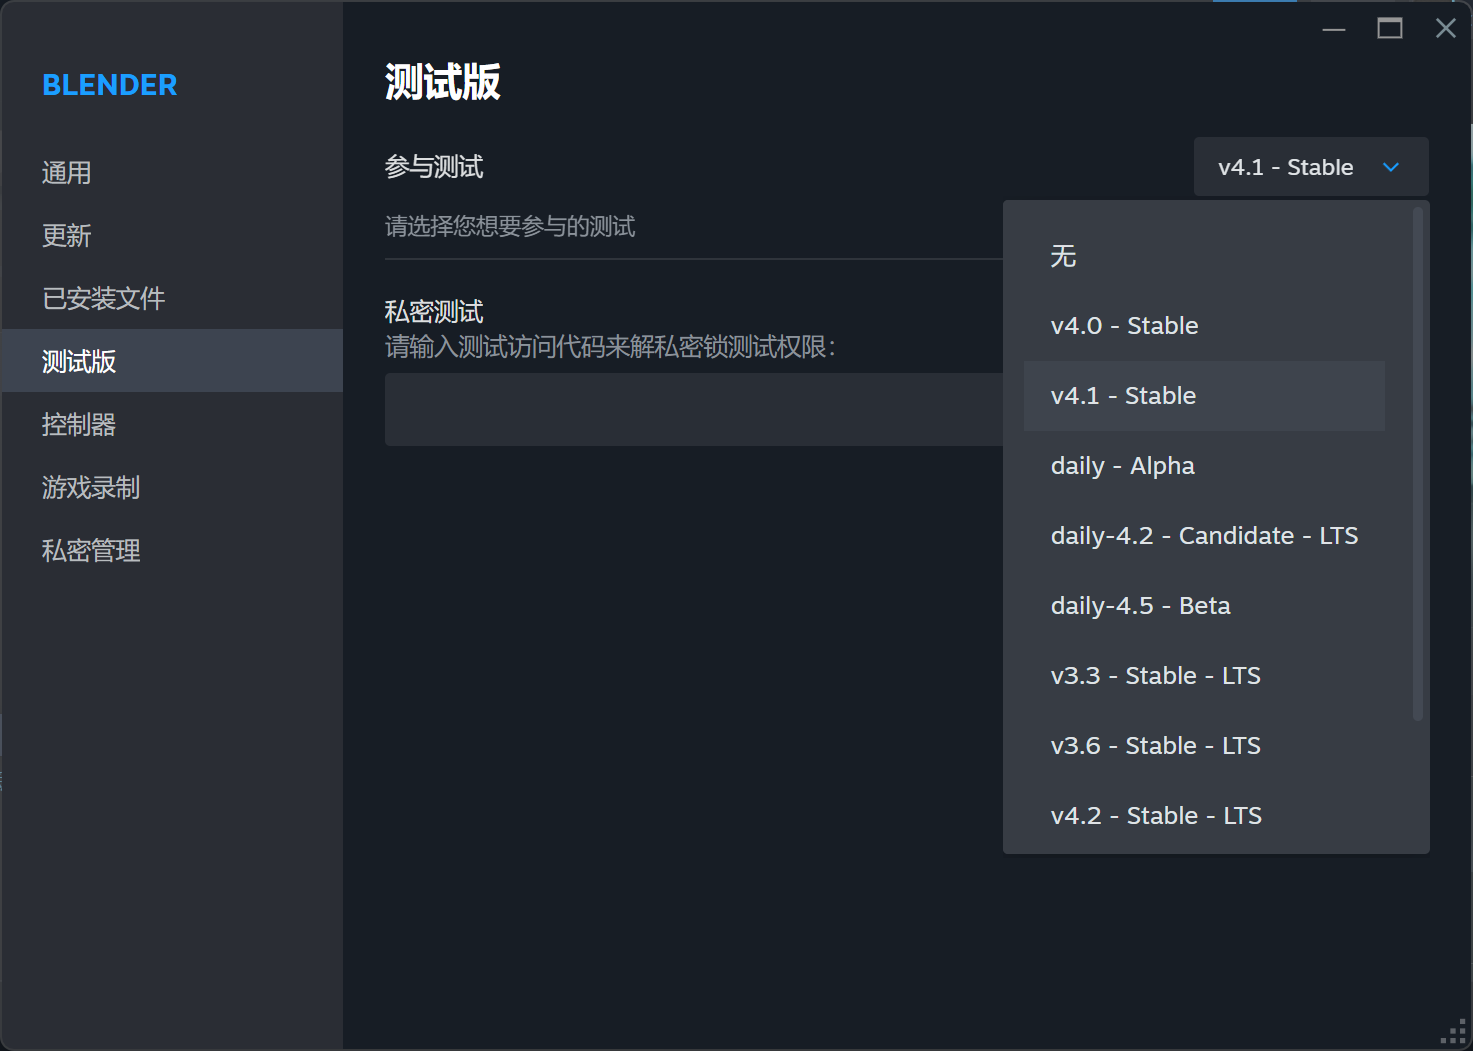 BLENDER
通用
更新
已安装文件
测试版
控制器
游戏录制
私密管理
测试版
参与测试
v4.1 - Stable
请选择您想要参与的测试
私密测试
请输入测试访问代码来解私密锁测试权限：
无
v4.0 - Stable
v4.1 - Stable
daily - Alpha
daily-4.2 - Candidate - LTS
daily-4.5 - Beta
v3.3 - Stable - LTS
v3.6 - Stable - LTS
v4.2 - Stable - LTS